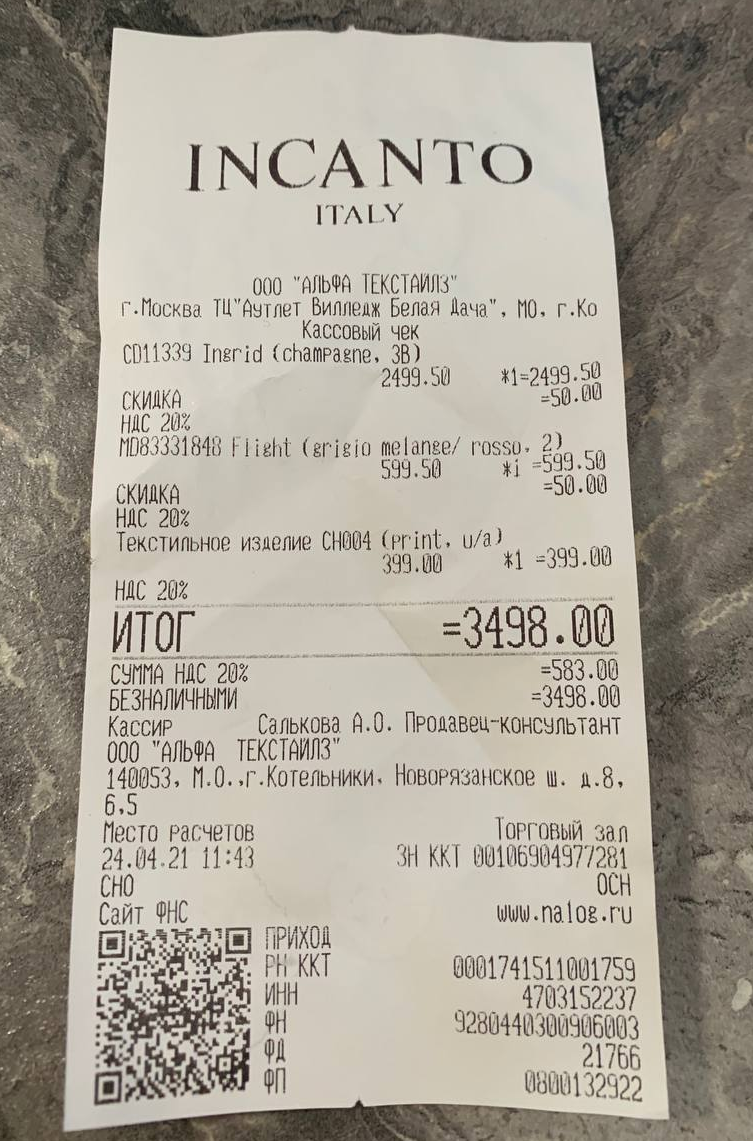 INCANTO
ITALY
ООО "АЛЬФА ТЕКСТАЙЛЗ"
г.Москва ТЦ"Аутлет Вилледж Белая Дача", МО, г.Ко
Кассовый чек
CD11339 Ingrid (champagne, 3B)
2499.50 *1=2499.50
СКИДКА =50.00
НДС 20%
MD83331848 Flight (grigio melange/ rosso, 2)
599.50 *1 =599.50
СКИДКА =50.00
НДС 20%
Текстильное изделие CH004 (print, u/a)
399.00 *1 =399.00
НДС 20%
ИТОГ =3498.00
СУММА НДС 20% =583.00
БЕЗНАЛИЧНЫМИ =3498.00
Кассир Салькова А.О. Продавец-консультант
ООО "АЛЬФА ТЕКСТАЙЛЗ"
140053, М.О.,г.Котельники, Новорязанское ш. д.8,
6,5
Место расчетов Торговый зал
24.04.21 11:43 ЗН ККТ 00106904977281
СНО ОСН
Сайт ФНС www.nalog.ru
ПРИХОД
РН ККТ 0001741511001759
ИНН 4703152237
ФН 9280440300906003
ФД 21766
ФП 0800132922